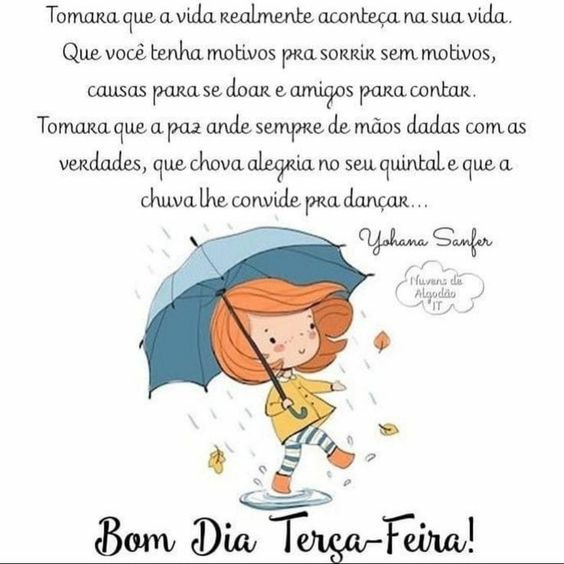 Tomara que a vida realmente aconteça na sua vida.
Que você tenha motivos pra sorrir sem motivos,
causas para se doar e amigos para contar.
Tomara que a paz ande sempre de mãos dadas com as
verdades, que chova alegria no seu quintal e que a
chuva lhe convide pra dançar...
Yohana Sanfer
Nuvens de
Algodão
IT
Bom Dia Terça-Feira!